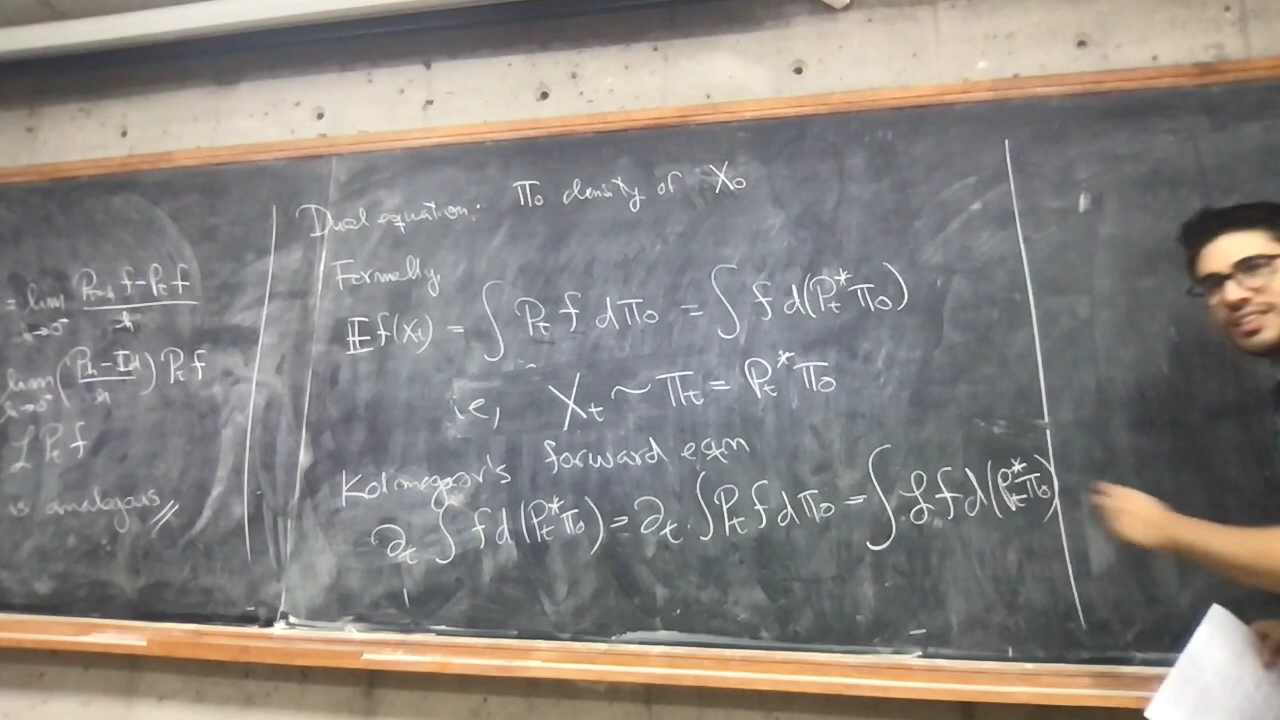 = lim (P_{t+h} f - P_t f)/h
h→0⁺
lim ((P_h - Id)/h) P_t f
h→0⁺
ℒ P_t f
is analogous //
Dual equation: π₀ density of X₀
Formally,
𝔼f(X_t) = ∫ P_t f dπ₀ = ∫ f d(P_t^* π₀)
ie, X_t ~ π_t = P_t^* π₀
Kolmogorov's forward eqn
∂_t ∫ f d(P_t^* π₀) = ∂_t ∫ P_t f dπ₀ = ∫ ℒ f d(P_t^* π₀)